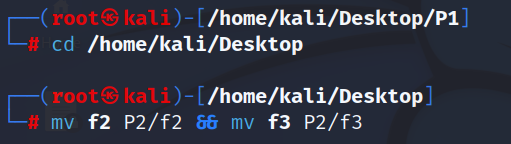 ┌──(root㉿kali)-[/home/kali/Desktop/P1]
└─# cd /home/kali/Desktop
┌──(root㉿kali)-[/home/kali/Desktop]
└─# mv f2 P2/f2 && mv f3 P2/f3